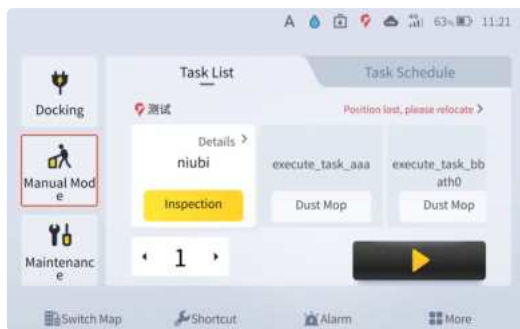 A 4G 63% 11:21
Docking
Manual Mod
e
Maintenanc
e
Task List
Task Schedule
测试
Position lost, please relocate >
Details >
niubi
Inspection
execute_task_aaa
Dust Mop
execute_task_bb
ath0
Dust Mop
1
Switch Map
Shortcut
Alarm
More